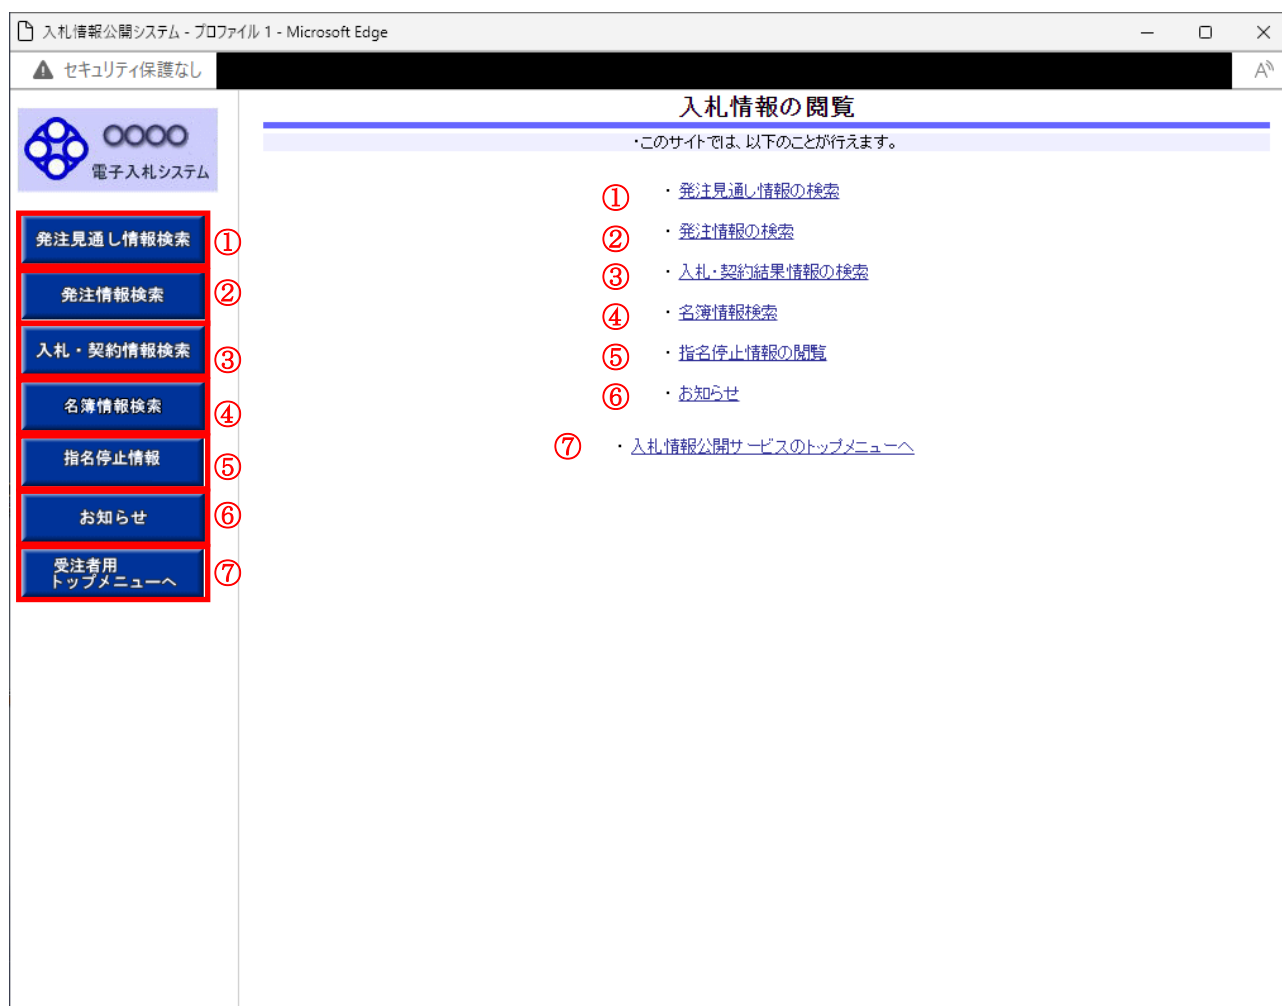 入札情報公開システム - プロファイル 1 - Microsoft Edge
セキュリティ保護なし
A
〇〇〇〇
電子入札システム
発注見通し情報検索 ①
発注情報検索 ②
入札・契約情報検索 ③
名簿情報検索 ④
指名停止情報 ⑤
お知らせ ⑥
受注者用
トップメニューへ ⑦
入札情報の閲覧
・このサイトでは、以下のことが行えます。
① ・発注見通し情報の検索
② ・発注情報の検索
③ ・入札・契約結果情報の検索
④ ・名簿情報検索
⑤ ・指名停止情報の閲覧
⑥ ・お知らせ
⑦ ・入札情報公開サービスのトップメニューへ